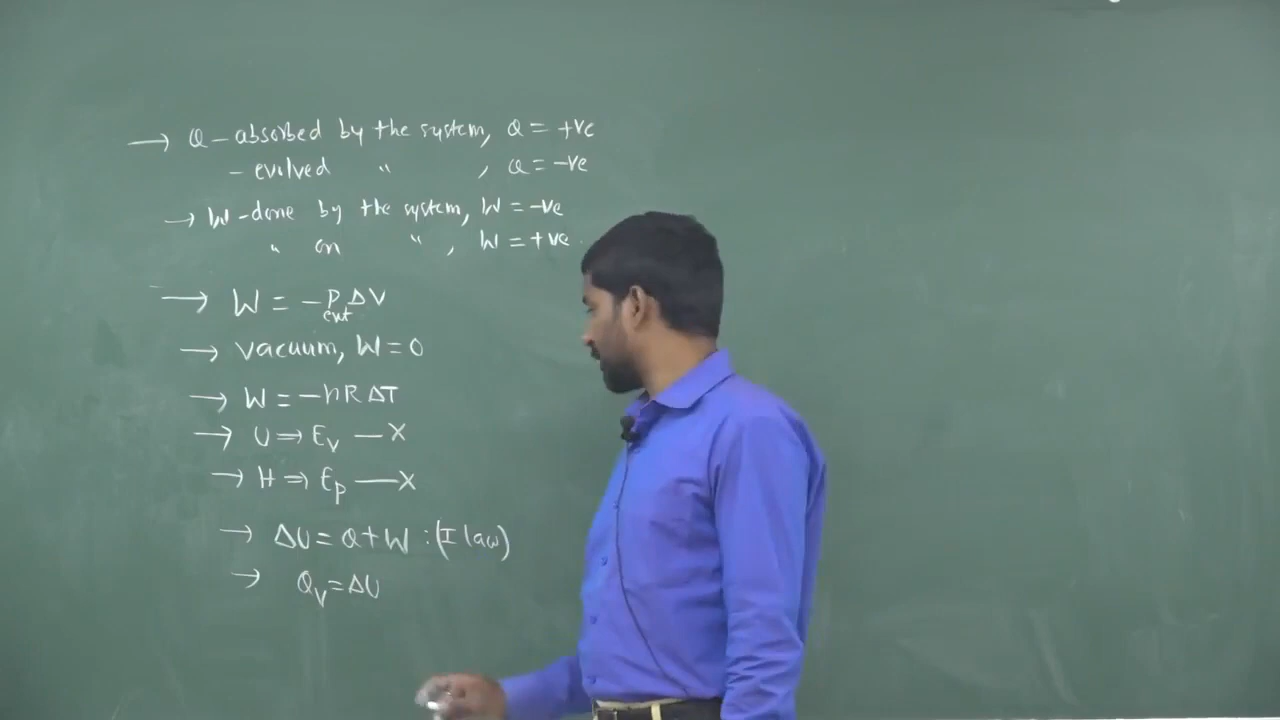 → Q - absorbed by the system, Q = +ve
- evolved " , Q = -ve
→ W - done by the system, W = -ve
" on " , W = +ve
→ W = -P_ext ΔV
→ vacuum, W = 0
→ W = -nRΔT
→ U ⇒ E_V — X
→ H ⇒ E_P — X
→ ΔU = Q + W : (I law)
→ Q_V = ΔU